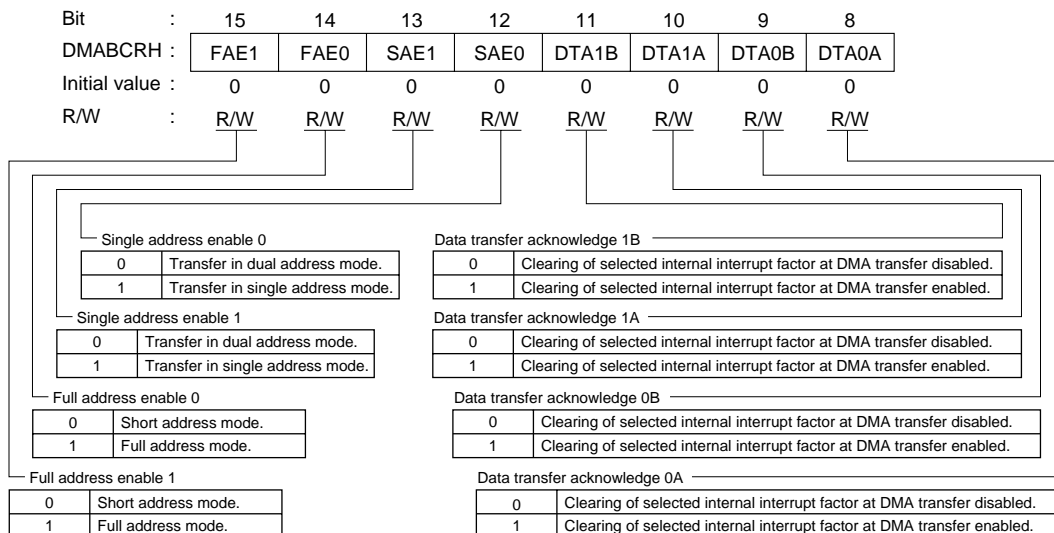 Bit : 15 14 13 12 11 10 9 8
DMABCRH : FAE1 FAE0 SAE1 SAE0 DTA1B DTA1A DTA0B DTA0A
Initial value : 0 0 0 0 0 0 0 0
R/W : R/W R/W R/W R/W R/W R/W R/W R/W
Single address enable 0
0 Transfer in dual address mode.
1 Transfer in single address mode.
Data transfer acknowledge 1B
0 Clearing of selected internal interrupt factor at DMA transfer disabled.
1 Clearing of selected internal interrupt factor at DMA transfer enabled.
Single address enable 1
0 Transfer in dual address mode.
1 Transfer in single address mode.
Data transfer acknowledge 1A
0 Clearing of selected internal interrupt factor at DMA transfer disabled.
1 Clearing of selected internal interrupt factor at DMA transfer enabled.
Full address enable 0
0 Short address mode.
1 Full address mode.
Data transfer acknowledge 0B
0 Clearing of selected internal interrupt factor at DMA transfer disabled.
1 Clearing of selected internal interrupt factor at DMA transfer enabled.
Full address enable 1
0 Short address mode.
1 Full address mode.
Data transfer acknowledge 0A
0 Clearing of selected internal interrupt factor at DMA transfer disabled.
1 Clearing of selected internal interrupt factor at DMA transfer enabled.